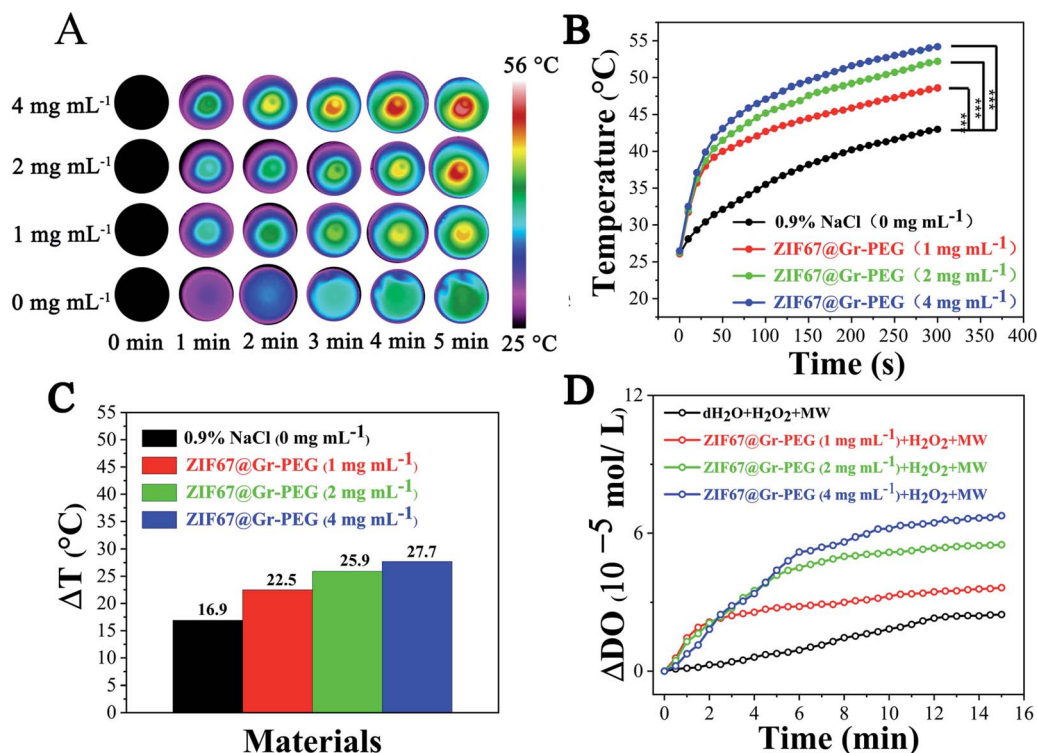 A
56 °C
4 mg mL-1
2 mg mL-1
1 mg mL-1
0 mg mL-1
0 min 1 min 2 min 3 min 4 min 5 min
25 °C
B
Temperature (°C)
55
50
45
40
35
30
25
***
***
***
0.9% NaCl (0 mg mL-1)
ZIF67@Gr-PEG (1 mg mL-1)
ZIF67@Gr-PEG (2 mg mL-1)
ZIF67@Gr-PEG (4 mg mL-1)
0 50 100 150 200 250 300 350 400
Time (s)
C
ΔT (°C)
55
50
45
40
35
30
25
20
15
10
5
0
0.9% NaCl (0 mg mL-1)
ZIF67@Gr-PEG (1 mg mL-1)
ZIF67@Gr-PEG (2 mg mL-1)
ZIF67@Gr-PEG (4 mg mL-1)
16.9
22.5
25.9
27.7
Materials
D
ΔDO (10 −5 mol/ L)
12
6
0
dH2O+H2O2+MW
ZIF67@Gr-PEG (1 mg mL-1)+H2O2+MW
ZIF67@Gr-PEG (2 mg mL-1)+H2O2+MW
ZIF67@Gr-PEG (4 mg mL-1)+H2O2+MW
0 2 4 6 8 10 12 14 16
Time (min)